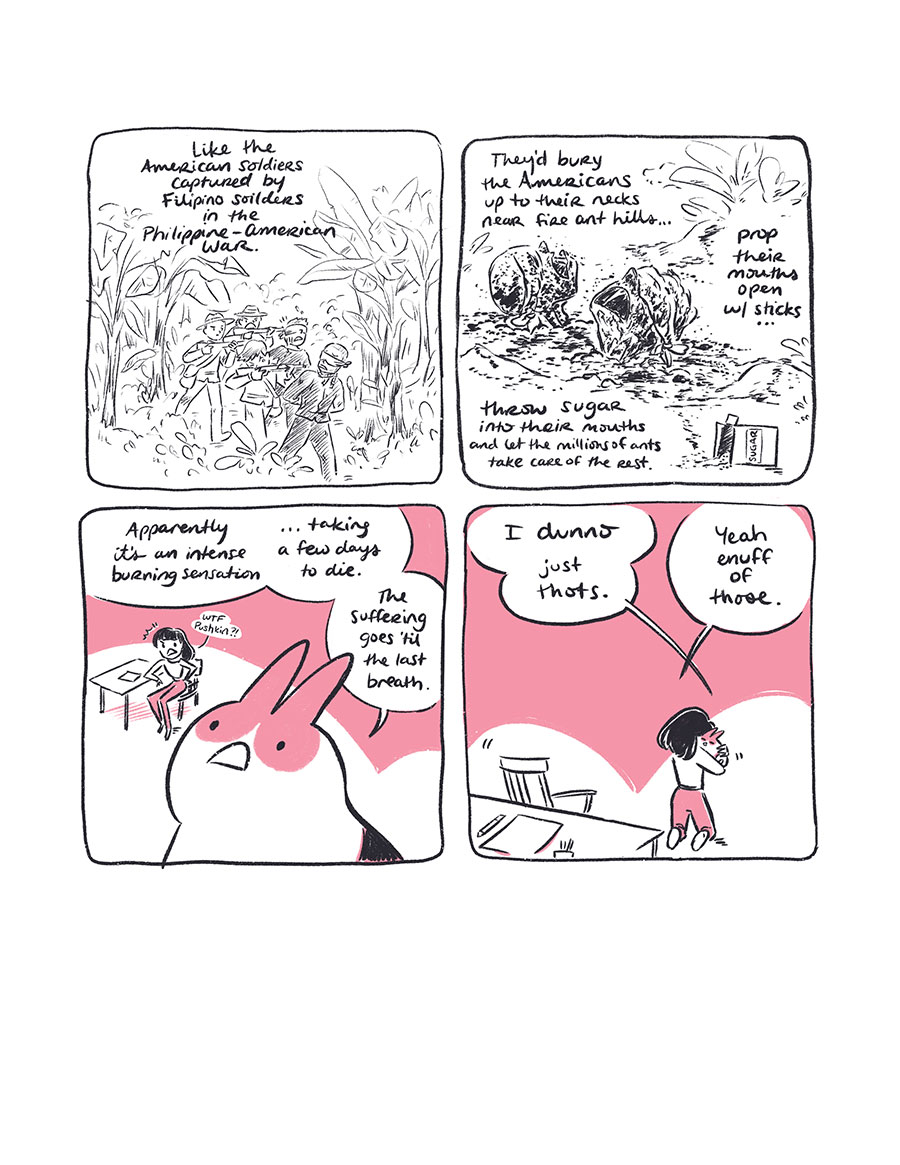 Like the
American soldiers
captured by
Filipino soilders
in the
Philippine-American
War.
They'd bury
the Americans
up to their necks
near fire ant hills...
prop
their
mouths
open
w/ sticks
...
throw sugar
into their mouths
and let the millions of ants
take care of the rest.
SUGAR
Apparently
it's an intense
burning sensation
... taking
a few days
to die.
The
suffering
goes 'til
the last
breath.
WTF
Pushkin?!
I dunno
just
thots.
Yeah
enuff
of
those.